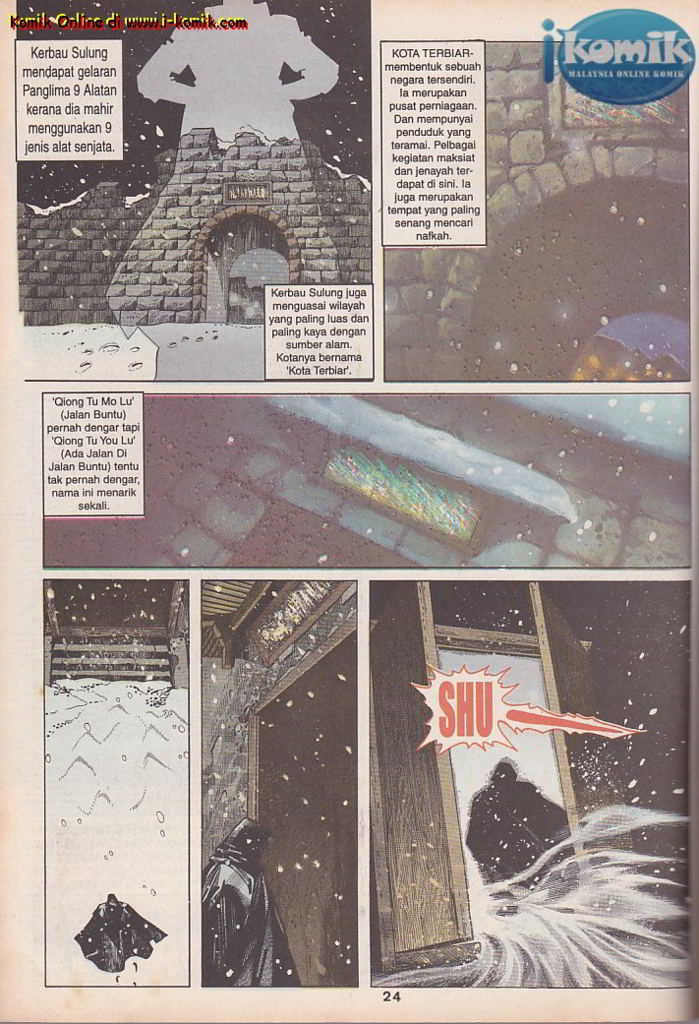 Komik Online di www.i-komik.com
ikomik
MALAYSIA ONLINE KOMIK
Kerbau Sulung
mendapat gelaran
Panglima 9 Alatan
kerana dia mahir
menggunakan 9
jenis alat senjata.
Kerbau Sulung juga
menguasai wilayah
yang paling luas dan
paling kaya dengan
sumber alam.
Kotanya bernama
'Kota Terbiar'.
KOTA TERBIAR-
membentuk sebuah
negara tersendiri.
Ia merupakan
pusat perniagaan.
Dan mempunyai
penduduk yang
teramai. Pelbagai
kegiatan maksiat
dan jenayah ter-
dapat di sini. Ia
juga merupakan
tempat yang paling
senang mencari
nafkah.
'Qiong Tu Mo Lu'
(Jalan Buntu)
pernah dengar tapi
'Qiong Tu You Lu'
(Ada Jalan Di
Jalan Buntu) tentu
tak pernah dengar,
nama ini menarik
sekali.
SHU
24